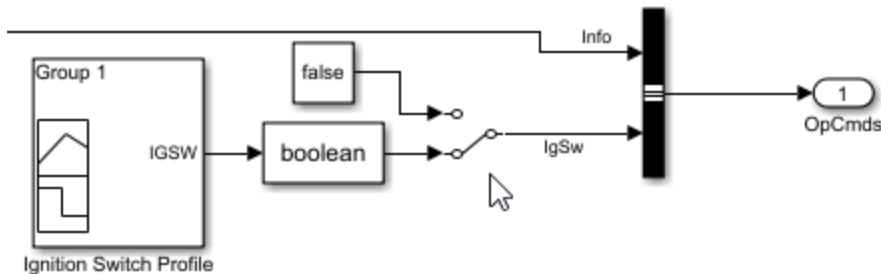 Info
Group 1
false
IGSW
boolean
IgSw
1
OpCmds
Ignition Switch Profile